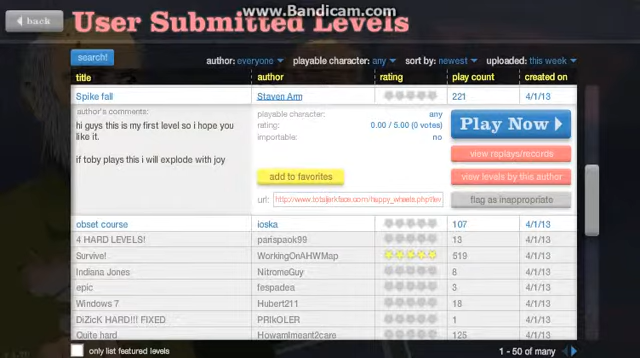 www.Bandicam.com
back
User Submitted Levels
search!
author: everyone playable character: any sort by: newest uploaded: this week
title author rating play count created on
Spike fall Staven Arm 221 4/1/13
author's comments:
hi guys this is my first level so i hope you
like it.
if toby plays this i will explode with joy
playable character: any
rating: 0.00 / 5.00 (0 votes)
importable: no
add to favorites
url: http://www.totaljerkface.com/happy_wheels.php?lev
Play Now
view replays/records
view levels by this author
flag as inappropriate
obset course ioska 107 4/1/13
4 HARD LEVELS! parispaok99 13 4/1/13
Survive! WorkingOnAHWMap 519 4/1/13
Indiana Jones NitromeGuy 8 4/1/13
epic fespadea 3 4/1/13
Windows 7 Hubert211 18 4/1/13
DiZicK HARD!!! FIXED PRIkOLER 1 4/1/13
Quite hard HowamImeant2care 125 4/1/13
only list featured levels
1 - 50 of many